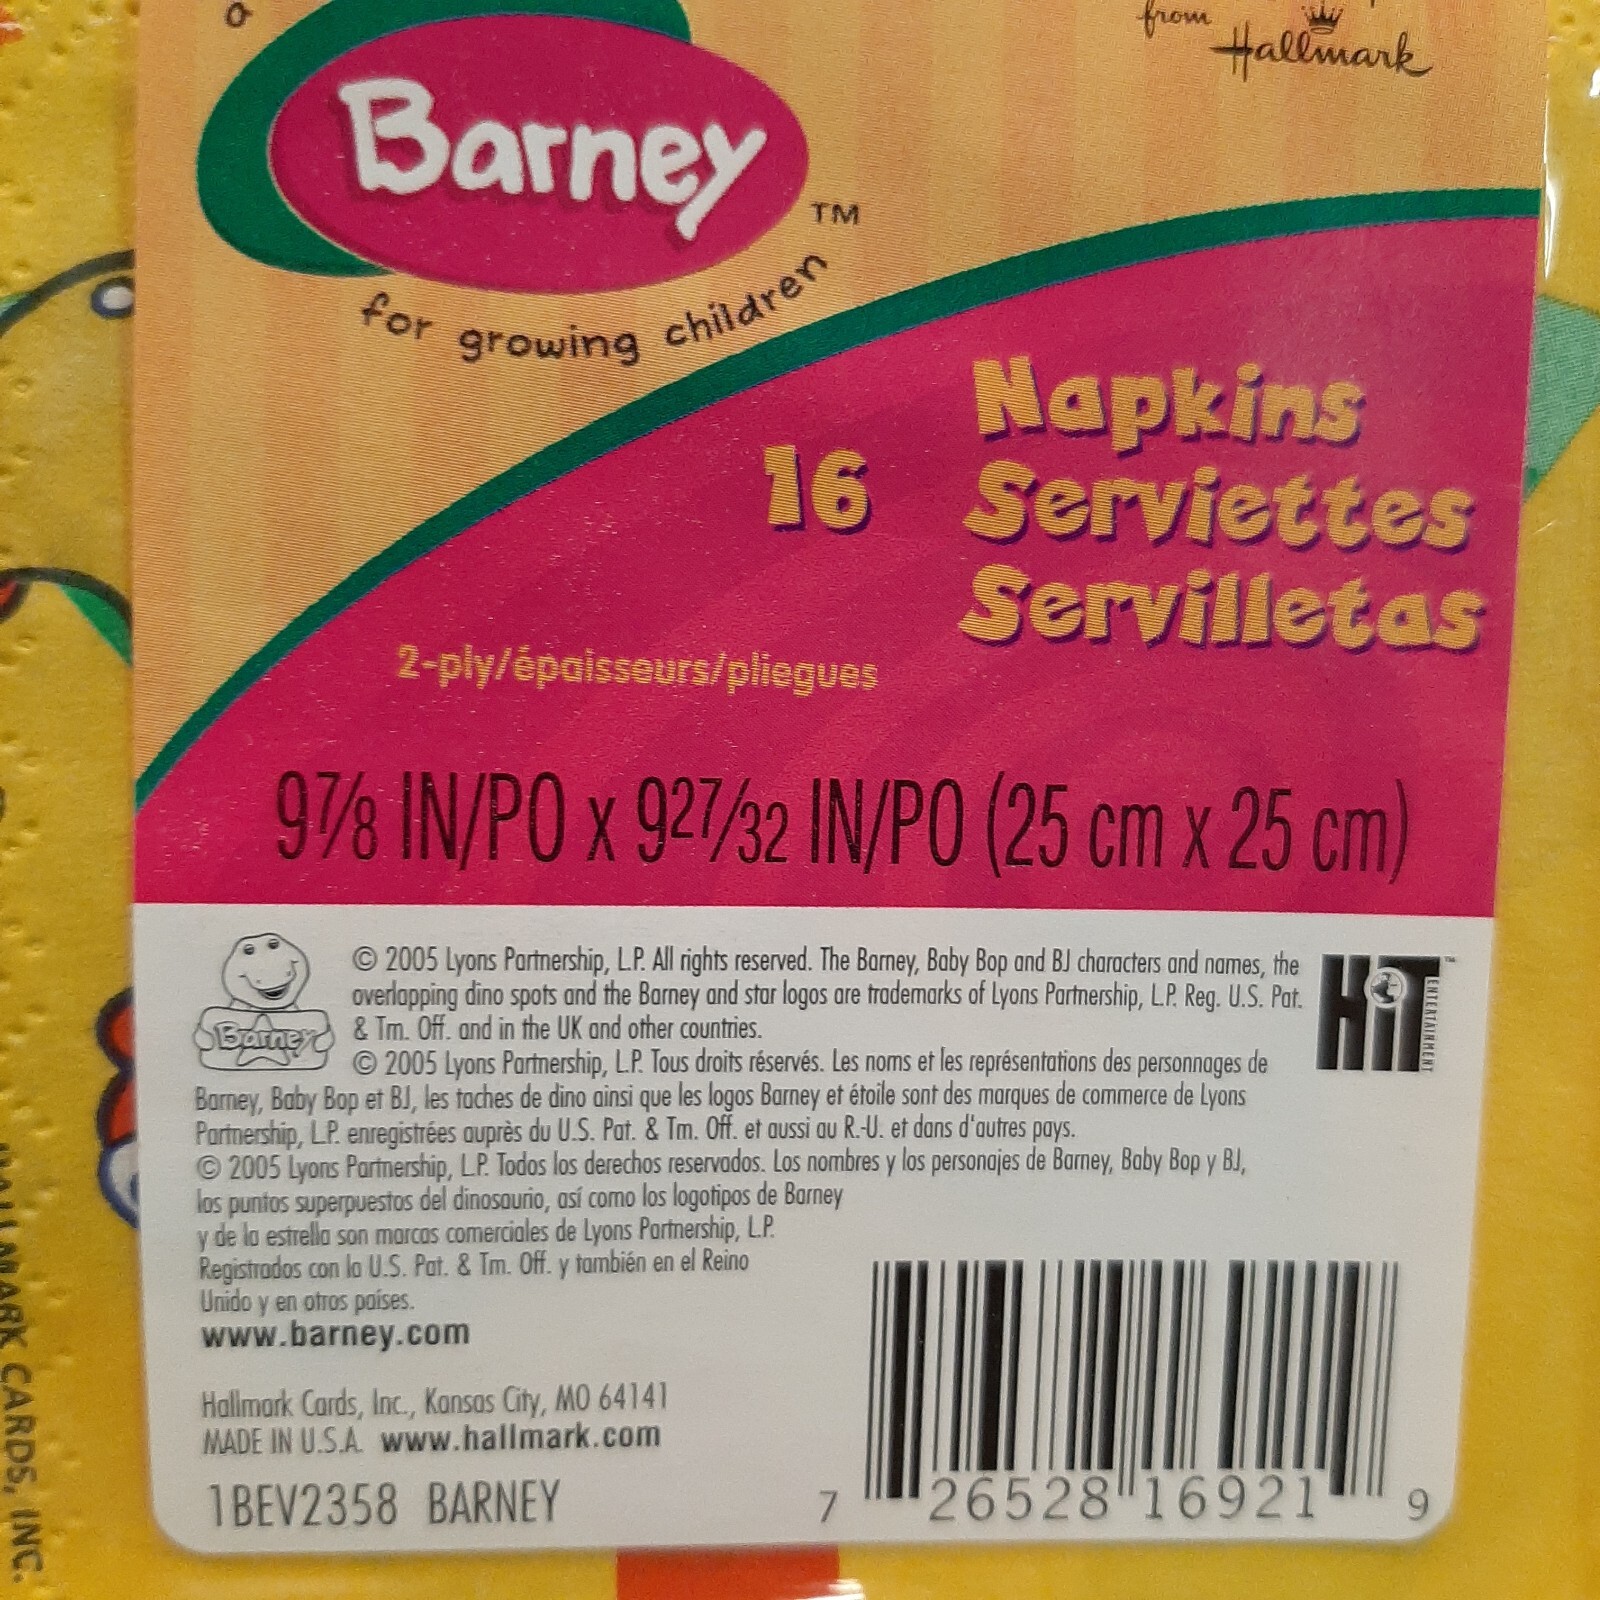 from
Hallmark
Barney
TM
for growing children
16
Napkins
Serviettes
Servilletas
2-ply/épaisseurs/pliegues
9 7/8 IN/PO x 9 27/32 IN/PO (25 cm x 25 cm)
© 2005 Lyons Partnership, L.P. All rights reserved. The Barney, Baby Bop and BJ characters and names, the
overlapping dino spots and the Barney and star logos are trademarks of Lyons Partnership, L.P. Reg. U.S. Pat.
& Tm. Off. and in the UK and other countries.
© 2005 Lyons Partnership, L.P. Tous droits réservés. Les noms et les représentations des personnages de
Barney, Baby Bop et BJ, les taches de dino ainsi que les logos Barney et étoile sont des marques de commerce de Lyons
Partnership, L.P. enregistrées auprès du U.S. Pat. & Tm. Off. et aussi au R.-U. et dans d'autres pays.
© 2005 Lyons Partnership, L.P. Todos los derechos reservados. Los nombres y los personajes de Barney, Baby Bop y BJ,
los puntos superpuestos del dinosaurio, así como los logotipos de Barney
y de la estrella son marcas comerciales de Lyons Partnership, L.P.
Registrados con la U.S. Pat. & Tm. Off. y también en el Reino
Unido y en otros países.
www.barney.com
Barney
HiT
ENTERTAINMENT
TM
Hallmark Cards, Inc., Kansas City, MO 64141
MADE IN U.S.A. www.hallmark.com
1BEV2358 BARNEY
7 26528 16921 9
HALLMARK CARDS, INC.